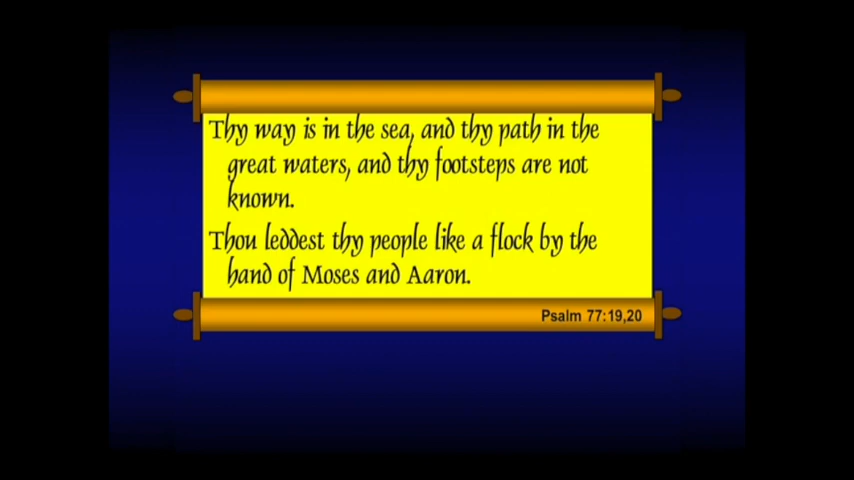 Thy way is in the sea, and thy path in the
great waters, and thy footsteps are not
known.
Thou leddest thy people like a flock by the
hand of Moses and Aaron.
Psalm 77:19,20